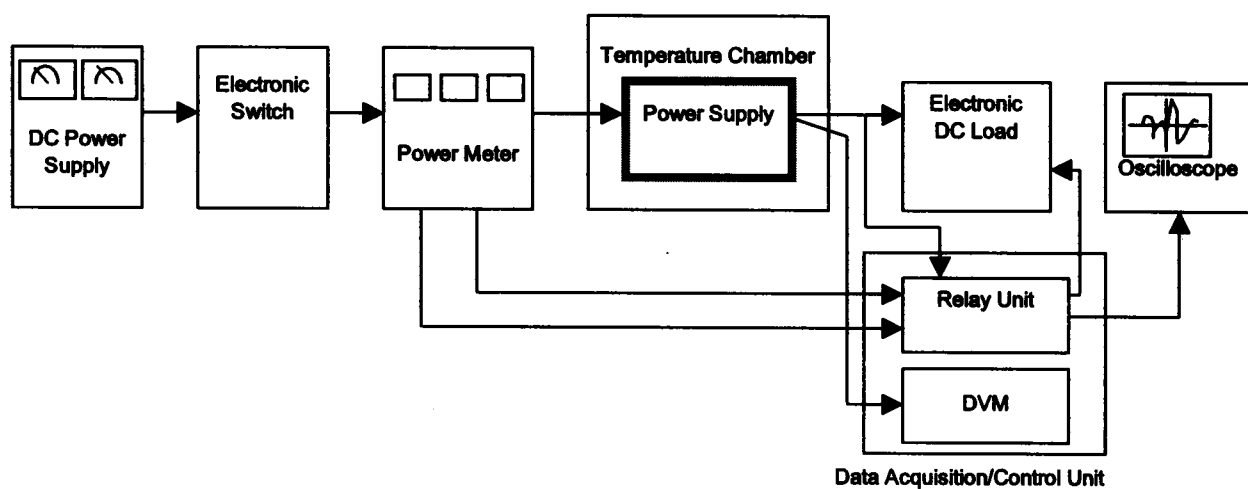 DC Power
Supply
Electronic
Switch
Power Meter
Temperature Chamber
Power Supply
Electronic
DC Load
Oscilloscope
Relay Unit
DVM
Data Acquisition/Control Unit